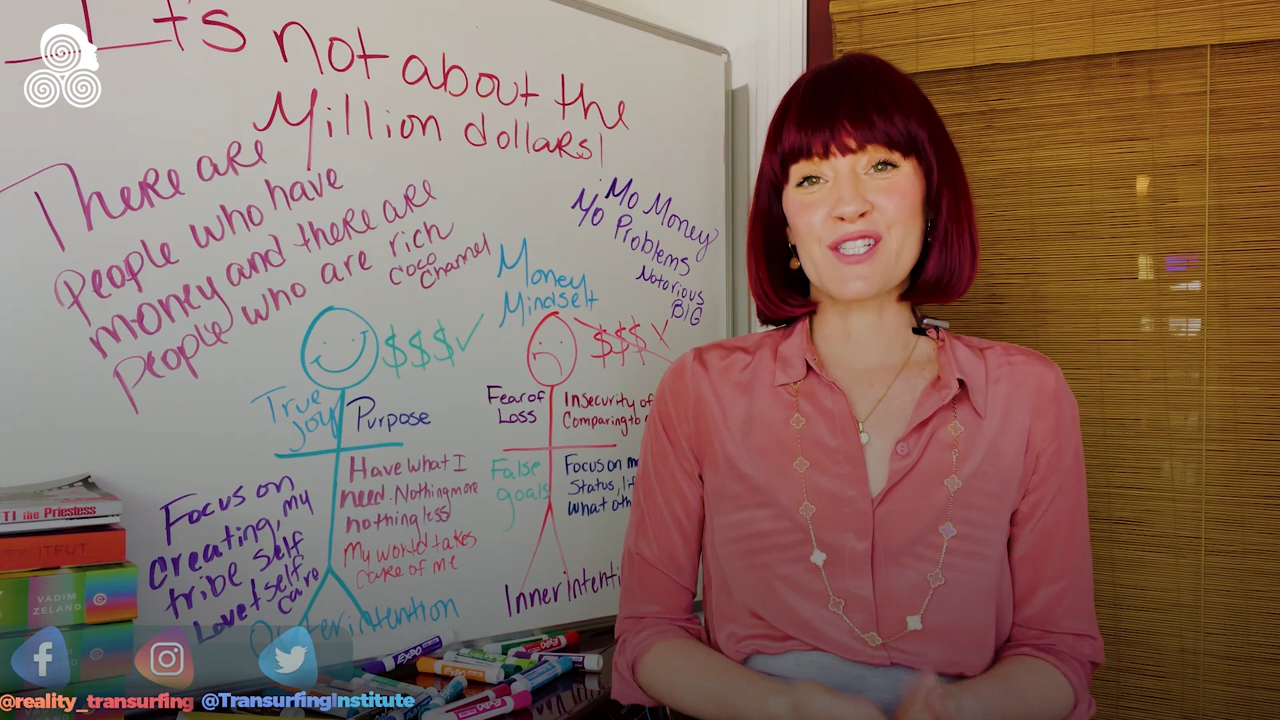 It's not about the
Million dollars!
There are
People who have
money and there are
people who are rich
Coco
Channel
Mo Money
Mo Problems
Notorious
BIG
Money
Mindset
$$$✓
$$$ X
True
Joy
Purpose
Have what I
need. Nothing more
nothing less
My world takes
care of me
Focus on
creating, my
tribe self
Love + self
care
Outer intention
Fear of
Loss
Insecurity of
Comparing to
False
goals
Focus on
Status,
what
Inner
TI the Priestess
ITFUT
VADIM
ZELAND
EXPO
@reality_transurfing @TransurfingInstitute